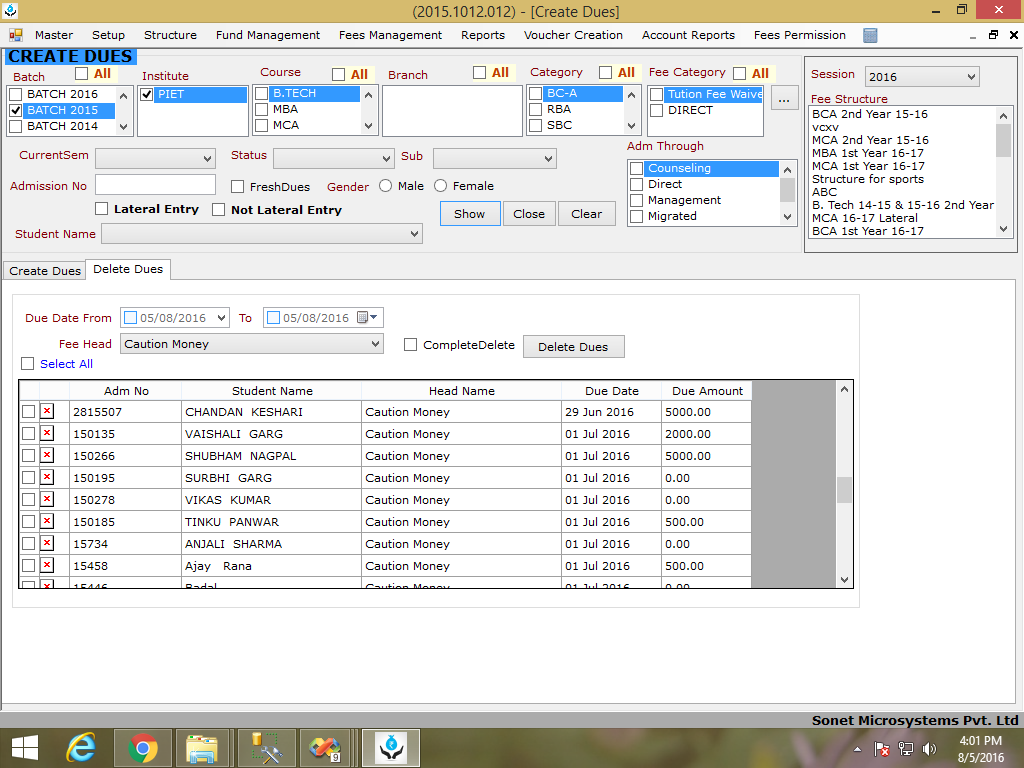 (2015.1012.012) - [Create Dues]
Master Setup Structure Fund Management Fees Management Reports Voucher Creation Account Reports Fees Permission
CREATE DUES
Batch All
BATCH 2016
BATCH 2015
BATCH 2014
Institute
PIET
Course All
B.TECH
MBA
MCA
Branch All
Category All
BC-A
RBA
SBC
Fee Category All
Tution Fee Waive
DIRECT
...
Session 2016
Fee Structure
BCA 2nd Year 15-16
vcxv
MCA 2nd Year 15-16
MBA 1st Year 16-17
MCA 1st Year 16-17
Structure for sports
ABC
B. Tech 14-15 & 15-16 2nd Year
MCA 16-17 Lateral
BCA 1st Year 16-17
CurrentSem Status Sub
Adm Through
Counseling
Direct
Management
Migrated
Admission No FreshDues Gender Male Female
Lateral Entry Not Lateral Entry Show Close Clear
Student Name
Create Dues Delete Dues
Due Date From 05/08/2016 To 05/08/2016
Fee Head Caution Money CompleteDelete Delete Dues
Select All
Adm No Student Name Head Name Due Date Due Amount
2815507 CHANDAN KESHARI Caution Money 29 Jun 2016 5000.00
150135 VAISHALI GARG Caution Money 01 Jul 2016 2000.00
150266 SHUBHAM NAGPAL Caution Money 01 Jul 2016 5000.00
150195 SURBHI GARG Caution Money 01 Jul 2016 0.00
150278 VIKAS KUMAR Caution Money 01 Jul 2016 0.00
150185 TINKU PANWAR Caution Money 01 Jul 2016 500.00
15734 ANJALI SHARMA Caution Money 01 Jul 2016 0.00
15458 Ajay Rana Caution Money 01 Jul 2016 500.00
15446 Badal Caution Money 01 Jul 2016 0.00
Sonet Microsystems Pvt. Ltd
9
4:01 PM
8/5/2016